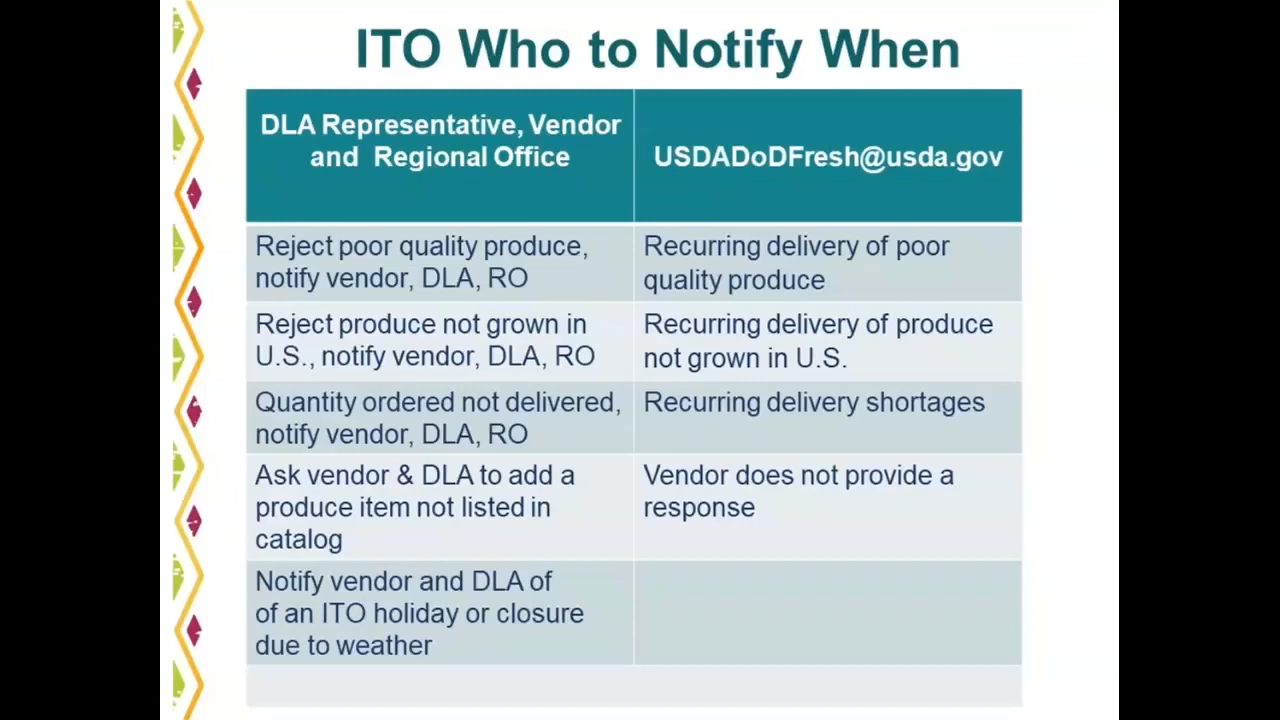 ITO Who to Notify When
DLA Representative, Vendor
and Regional Office
USDADoDFresh@usda.gov
Reject poor quality produce,
notify vendor, DLA, RO
Recurring delivery of poor
quality produce
Reject produce not grown in
U.S., notify vendor, DLA, RO
Recurring delivery of produce
not grown in U.S.
Quantity ordered not delivered,
notify vendor, DLA, RO
Recurring delivery shortages
Ask vendor & DLA to add a
produce item not listed in
catalog
Vendor does not provide a
response
Notify vendor and DLA of
of an ITO holiday or closure
due to weather